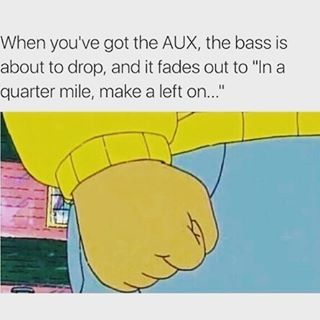 When you've got the AUX, the bass is
about to drop, and it fades out to "In a
quarter mile, make a left on..."